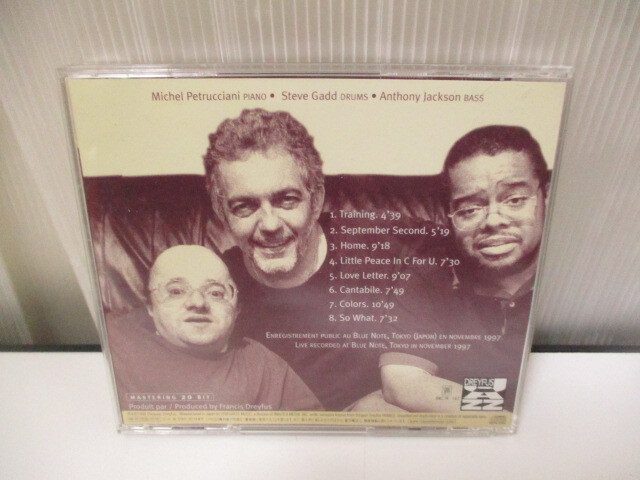 Michel Petrucciani PIANO • Steve Gadd DRUMS • Anthony Jackson BASS
1. Training. 4'39
2. September Second. 5'19
3. Home. 9'18
4. Little Peace In C For U. 7'30
5. Love Letter. 9'07
6. Cantabile. 7'49
7. Colors. 10'49
8. So What. 7'32
ENREGISTREMENT PUBLIC AU BLUE NOTE, TOKYO (JAPON) EN NOVEMBRE 1997
LIVE RECORDED AT BLUE NOTE, TOKYO IN NOVEMBER 1997
MASTERING 20 BIT
Produit par / Produced by Francis Dreyfus
DREYFUS
JAZZ